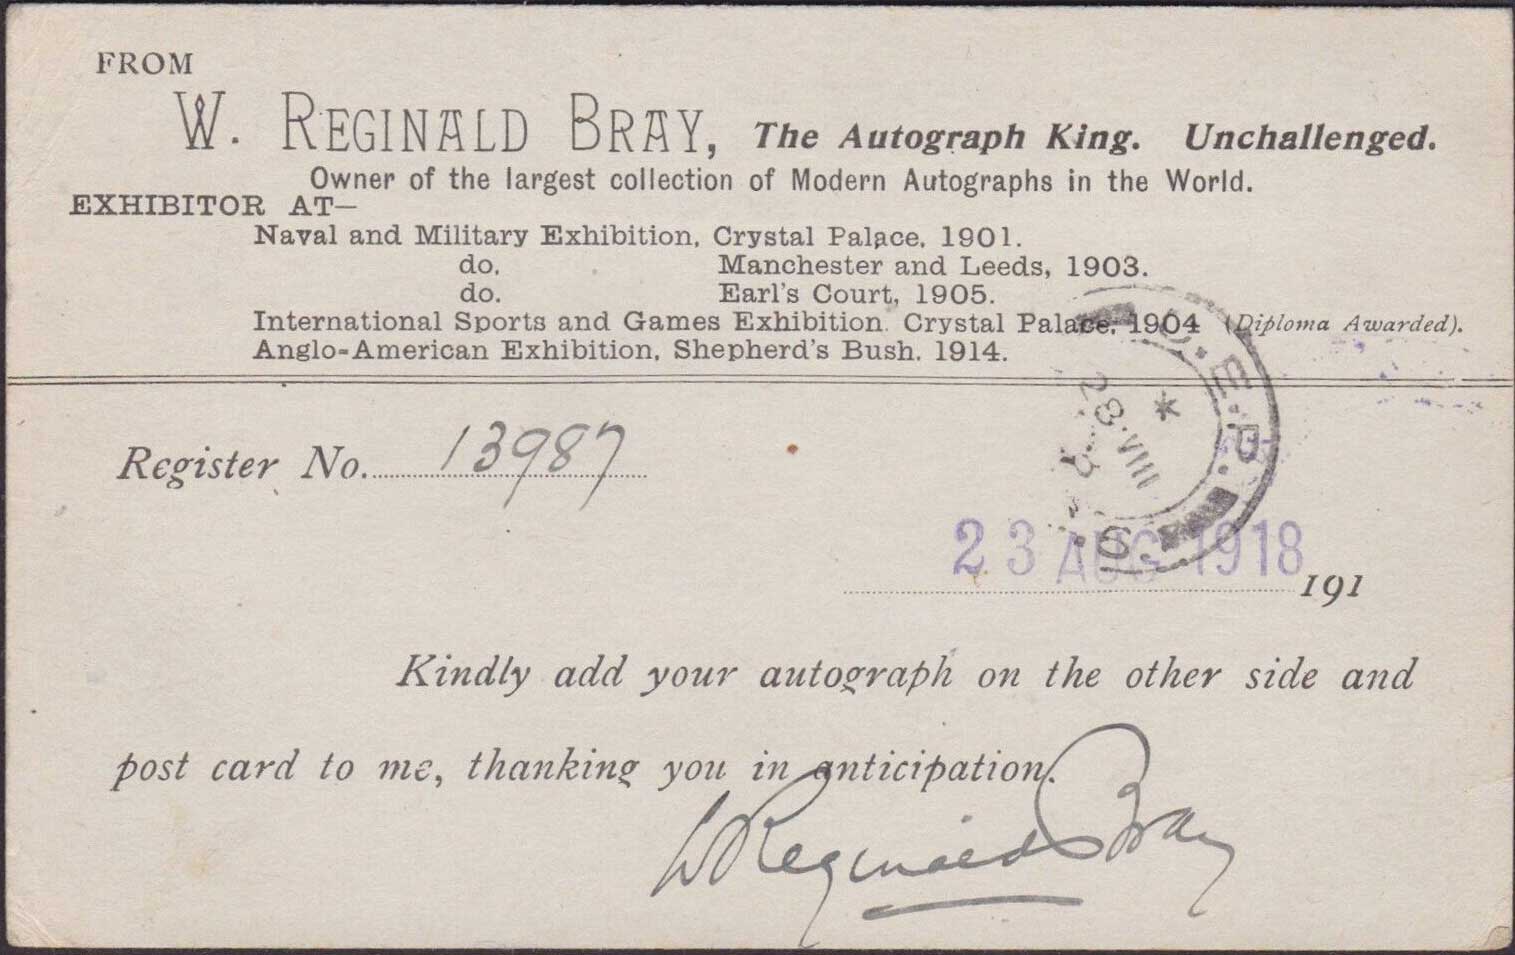 FROM
W. REGINALD BRAY, The Autograph King. Unchallenged.
Owner of the largest collection of Modern Autographs in the World.
EXHIBITOR AT—
Naval and Military Exhibition, Crystal Palace, 1901.
do. Manchester and Leeds, 1903.
do. Earl's Court, 1905.
International Sports and Games Exhibition. Crystal Palace, 1904 (Diploma Awarded).
Anglo-American Exhibition, Shepherd's Bush. 1914.
Register No. 13987
28·VIII
23 AUG 1918
191
Kindly add your autograph on the other side and
post card to me, thanking you in anticipation.
W Reginald Bray